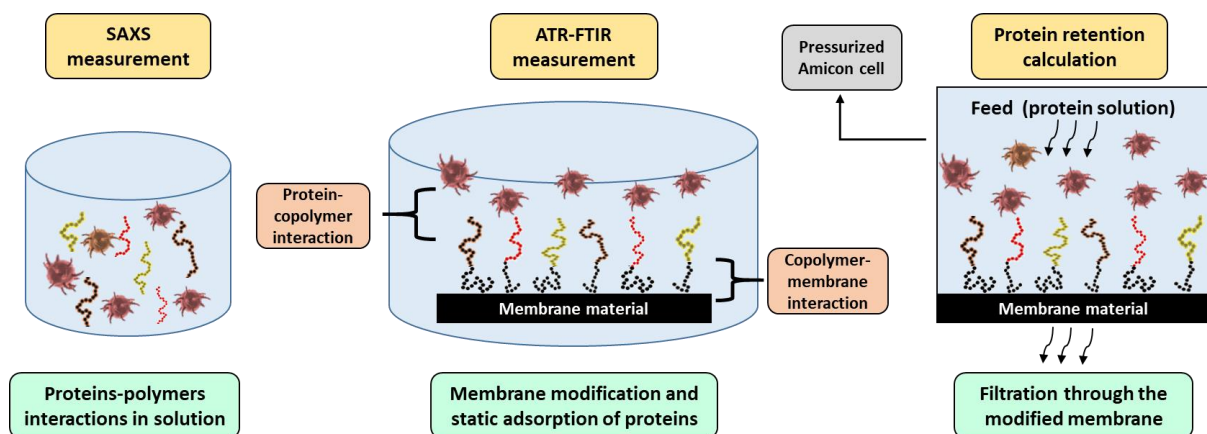 SAXS
measurement
ATR-FTIR
measurement
Pressurized
Amicon cell
Protein retention
calculation
Feed (protein solution)
Protein-
copolymer
interaction
Copolymer-
membrane
interaction
Membrane material
Membrane material
Proteins-polymers
interactions in solution
Membrane modification and
static adsorption of proteins
Filtration through the
modified membrane